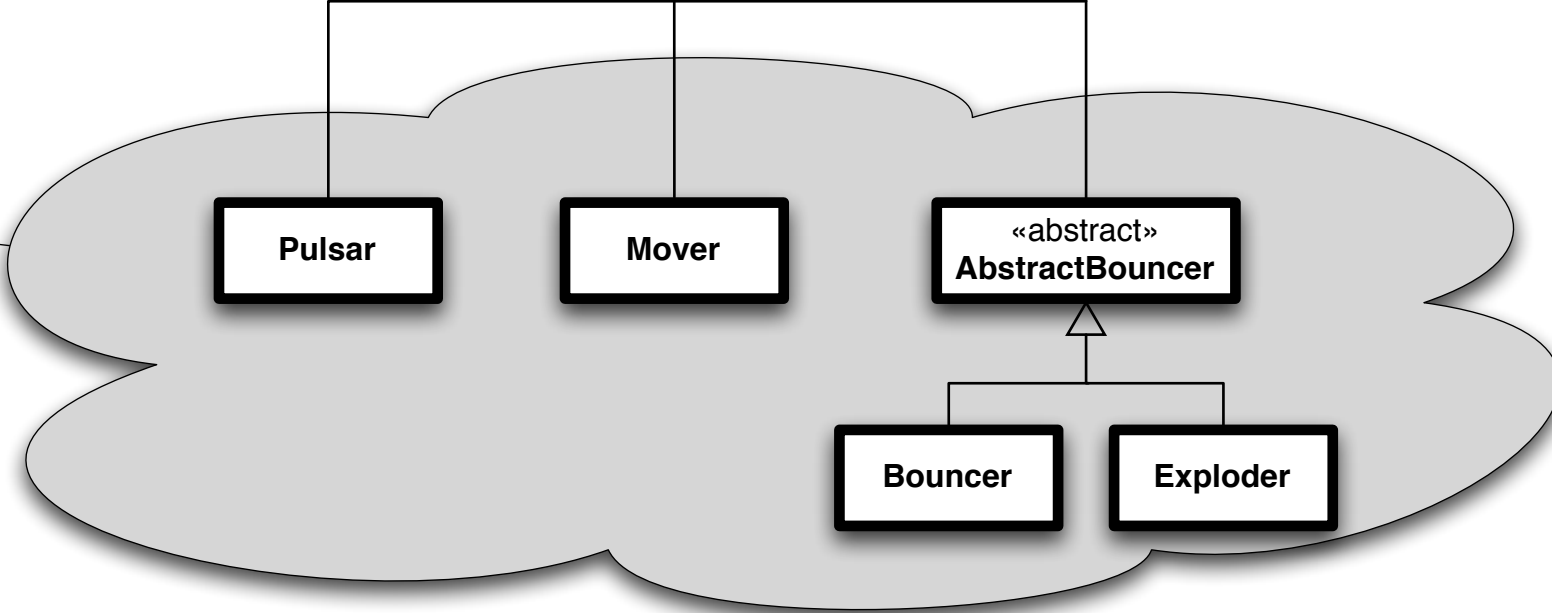 Pulsar
Mover
«abstract»
AbstractBouncer
Bouncer
Exploder